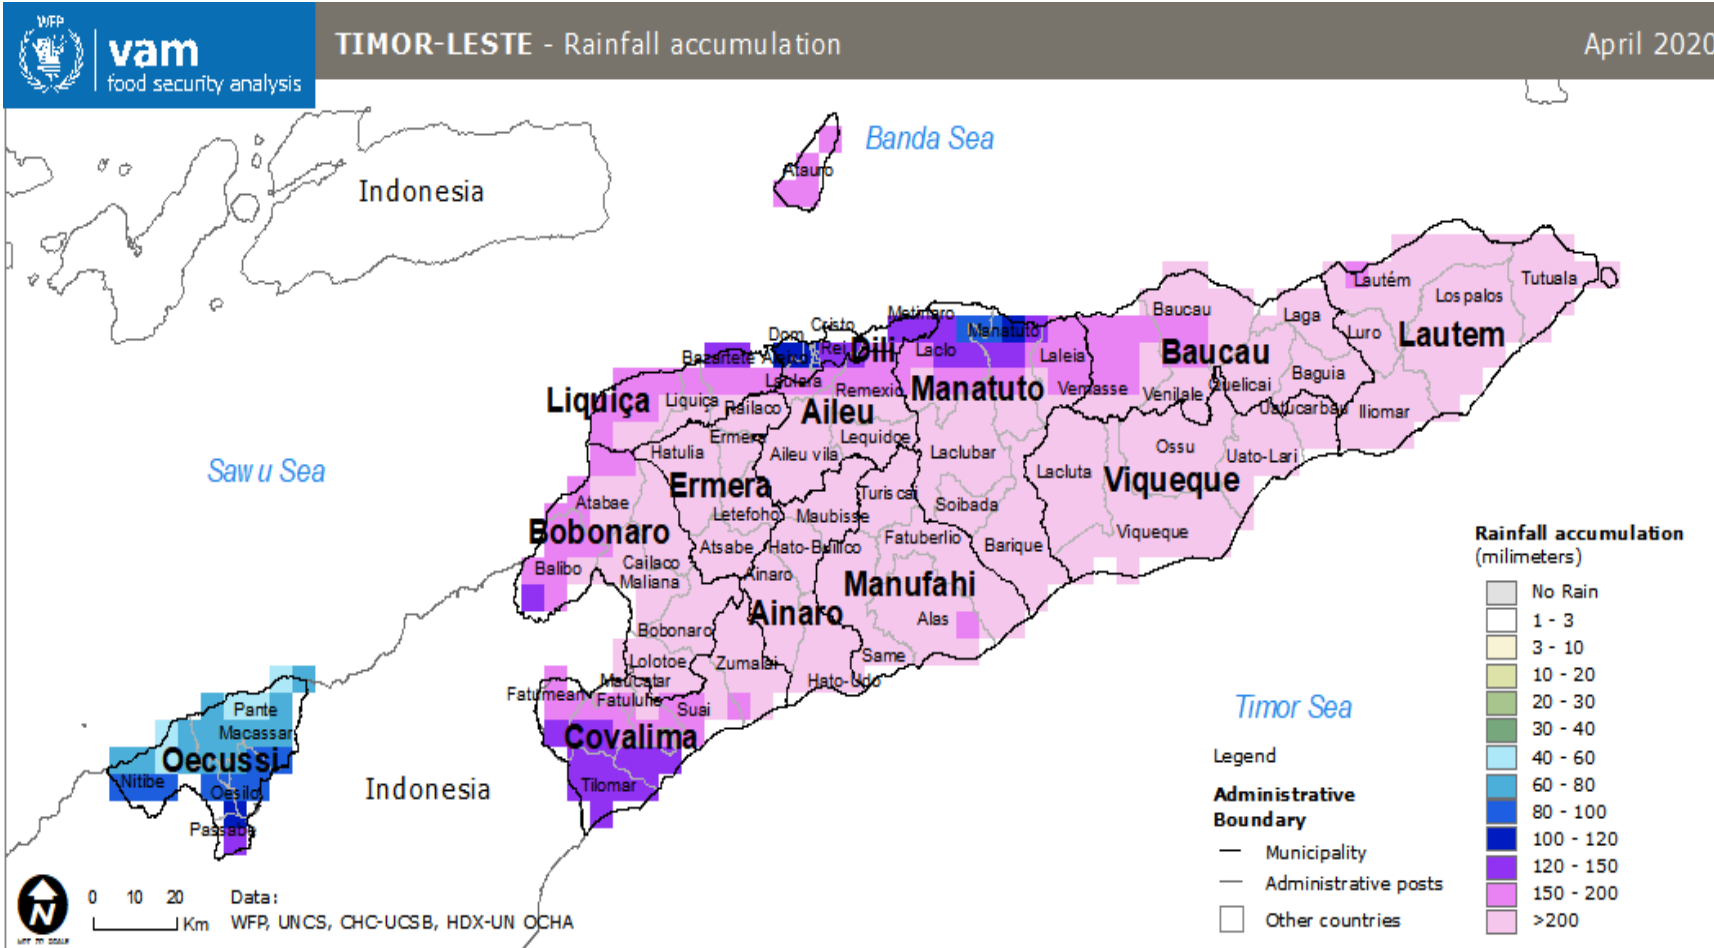 WFP
vam
food security analysis
TIMOR-LESTE - Rainfall accumulation
April 2020
Banda Sea
Indonesia
Atauro
Lautém
Tutuala
Lospalos
Baucau
Laga
Metinaro
Manatuto
Cristo
Dom
Rei
Dili
Luro
Lautem
Bazartete
Laclo
Laleia
Baucau
Laulara
Remexio
Manatuto
Vemasse
Venilale
Quelicai
Baguia
Liquiça
Liquiça
Railaco
Aileu
Uatucarbau
Iliomar
Ermera
Lequidoe
Hatulia
Aileu vila
Laclubar
Ossu
Uato-Lari
Sawu Sea
Lacluta
Viqueque
Ermera
Turiscai
Soibada
Atabae
Letefoho
Maubisse
Bobonaro
Fatuberlio
Viqueque
Atsabe
Hato-Builico
Barique
Balibo
Cailaco
Maliana
Ainaro
Manufahi
Ainaro
Alas
Bobonaro
Lolotoe
Zumalai
Same
Maucatar
Hato-Udo
Fatumean
Fatululic
Suai
Covalima
Tilomar
Timor Sea
Pante
Macassar
Oecussi
Nitibe
Oesilo
Passabe
Indonesia
Legend
Administrative
Boundary
Municipality
Administrative posts
Other countries
Rainfall accumulation
(milimeters)
No Rain
1 - 3
3 - 10
10 - 20
20 - 30
30 - 40
40 - 60
60 - 80
80 - 100
100 - 120
120 - 150
150 - 200
>200
N
NOT TO SCALE
0 10 20
Km
Data:
WFP, UNCS, CHC-UCSB, HDX-UN OCHA